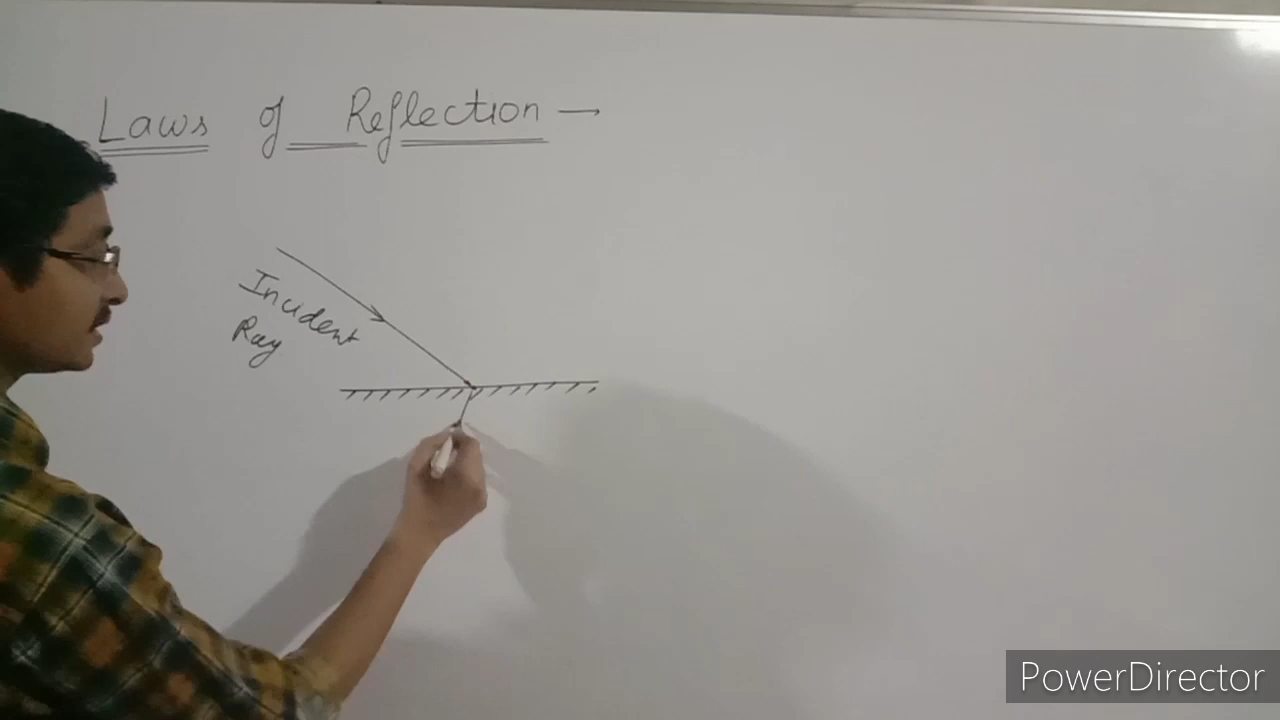 Laws of Reflection —
Incident
Ray
PowerDirector